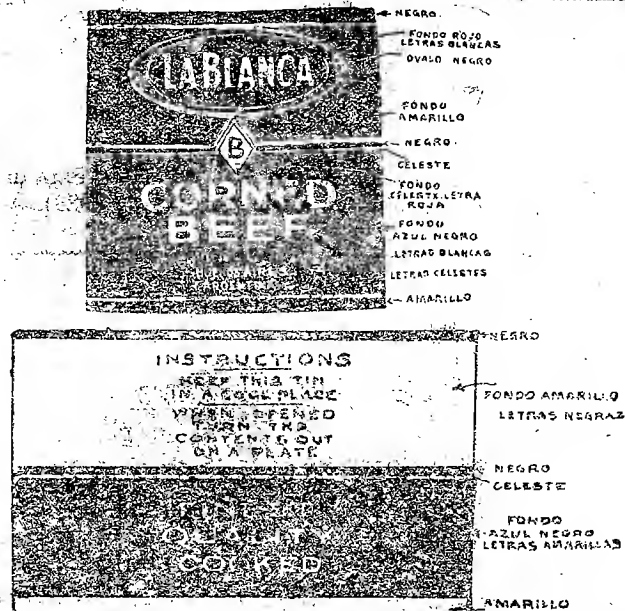 NEGRO
FONDO ROJO
LETRAS BLANCAS
OVALO NEGRO
LA BLANCA
FONDO
AMARILLO
B
NEGRO
CELESTE
CORNED
BEEF
FONDO
CELESTE LETRA
ROJA
FONDO
AZUL NEGRO
LETRAS BLANCAS
LETRAS CELESTES
AMARILLO
NEGRO
INSTRUCTIONS
KEEP THIS TIN
IN A COOL PLACE
WHEN OPENED
TURN THE
CONTENTS OUT
ON A PLATE
FONDO AMARILLO
LETRAS NEGRAZ
NEGRO
CELESTE
QUALITY
COOKED
FONDO
AZUL NEGRO
LETRAS AMARILLAS
AMARILLO